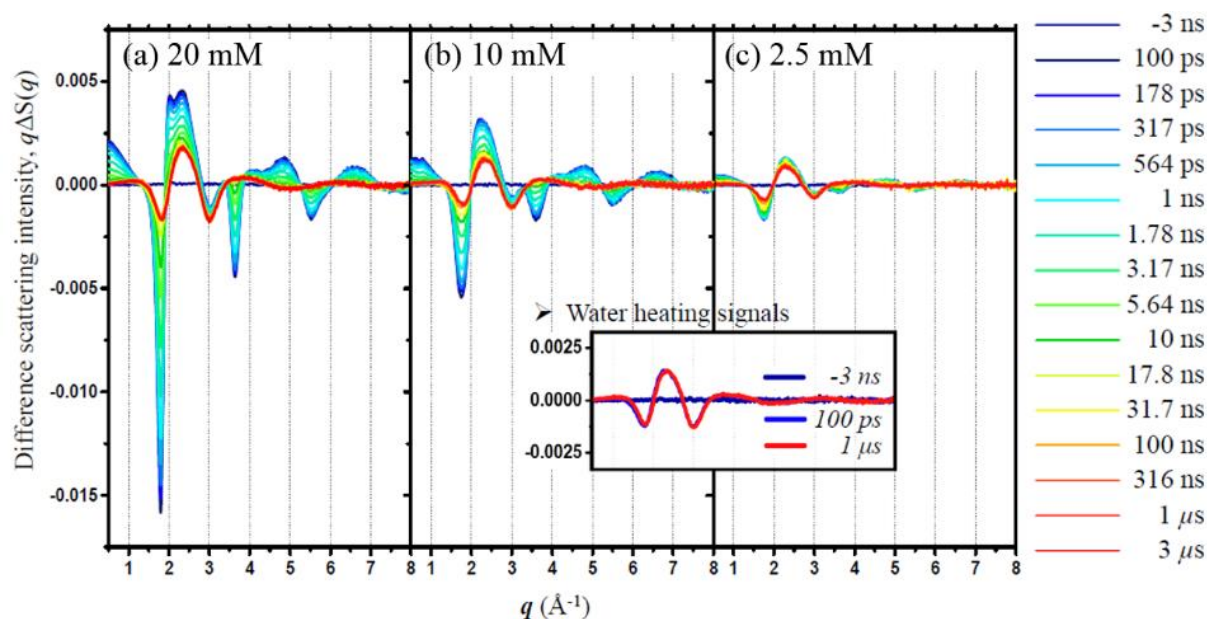 (a) 20 mM
(b) 10 mM
(c) 2.5 mM
Difference scattering intensity, qΔS(q)
0.005
0.000
-0.005
-0.010
-0.015
➢ Water heating signals
0.0025
0.0000
-0.0025
-3 ns
100 ps
1 μs
1 2 3 4 5 6 7 8 1 2 3 4 5 6 7 8 1 2 3 4 5 6 7 8
q (Å⁻¹)
-3 ns
100 ps
178 ps
317 ps
564 ps
1 ns
1.78 ns
3.17 ns
5.64 ns
10 ns
17.8 ns
31.7 ns
100 ns
316 ns
1 μs
3 μs